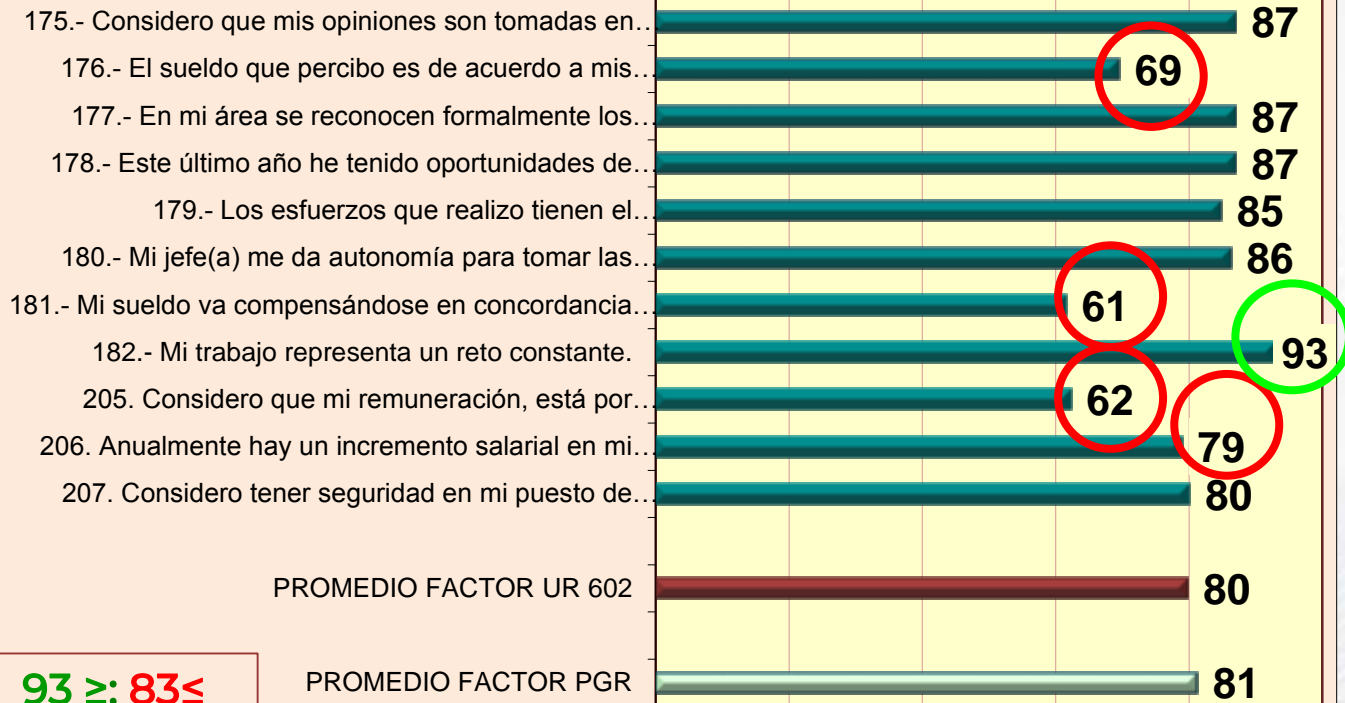 175.- Considero que mis opiniones son tomadas en… 87
176.- El sueldo que percibo es de acuerdo a mis… 69
177.- En mi área se reconocen formalmente los… 87
178.- Este último año he tenido oportunidades de… 87
179.- Los esfuerzos que realizo tienen el… 85
180.- Mi jefe(a) me da autonomía para tomar las… 86
181.- Mi sueldo va compensándose en concordancia… 61
182.- Mi trabajo representa un reto constante. 93
205. Considero que mi remuneración, está por… 62
206. Anualmente hay un incremento salarial en mi… 79
207. Considero tener seguridad en mi puesto de… 80
PROMEDIO FACTOR UR 602 80
PROMEDIO FACTOR PGR 81
93 ≥: 83≤